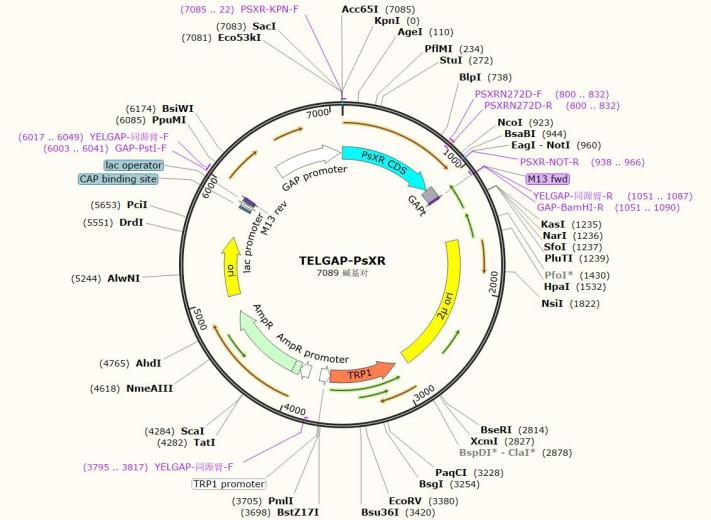 (7085 .. 22) PSXR-KPN-F
(7083) SacI
(7081) Eco53kI
Acc65I (7085)
KpnI (0)
AgeI (110)
PflMI (234)
StuI (272)
BlpI (738)
PSXRN272D-F (800 .. 832)
PSXRN272D-R (800 .. 832)
NcoI (923)
BsaBI (944)
EagI - NotI (960)
PSXR-NOT-R (938 .. 966)
M13 fwd
YELGAP-同源臂-R (1051 .. 1087)
GAP-BamHI-R (1051 .. 1090)
KasI (1235)
NarI (1236)
SfoI (1237)
PluTI (1239)
PfoI* (1430)
HpaI (1532)
NsiI (1822)
BseRI (2814)
XcmI (2827)
BspDI* - ClaI* (2878)
PaqCI (3228)
BsgI (3254)
EcoRV (3380)
Bsu36I (3420)
(3705) PmlI
(3698) BstZ17I
TRP1 promoter
(3795 .. 3817) YELGAP-同源臂-F
(4284) ScaI
(4282) TatI
(4618) NmeAIII
(4765) AhdI
(5244) AlwNI
(5551) DrdI
(5653) PciI
CAP binding site
lac operator
(6003 .. 6041) GAP-PstI-F
(6017 .. 6049) YELGAP-同源臂-F
(6085) PpuMI
(6174) BsiWI
7000
1000
2000
3000
4000
5000
6000
GAP promoter
PsXR CDS
GAPt
2μ ori
TRP1
AmpR promoter
AmpR
ori
lac promoter
M13 rev
TELGAP-PsXR
7089 碱基对